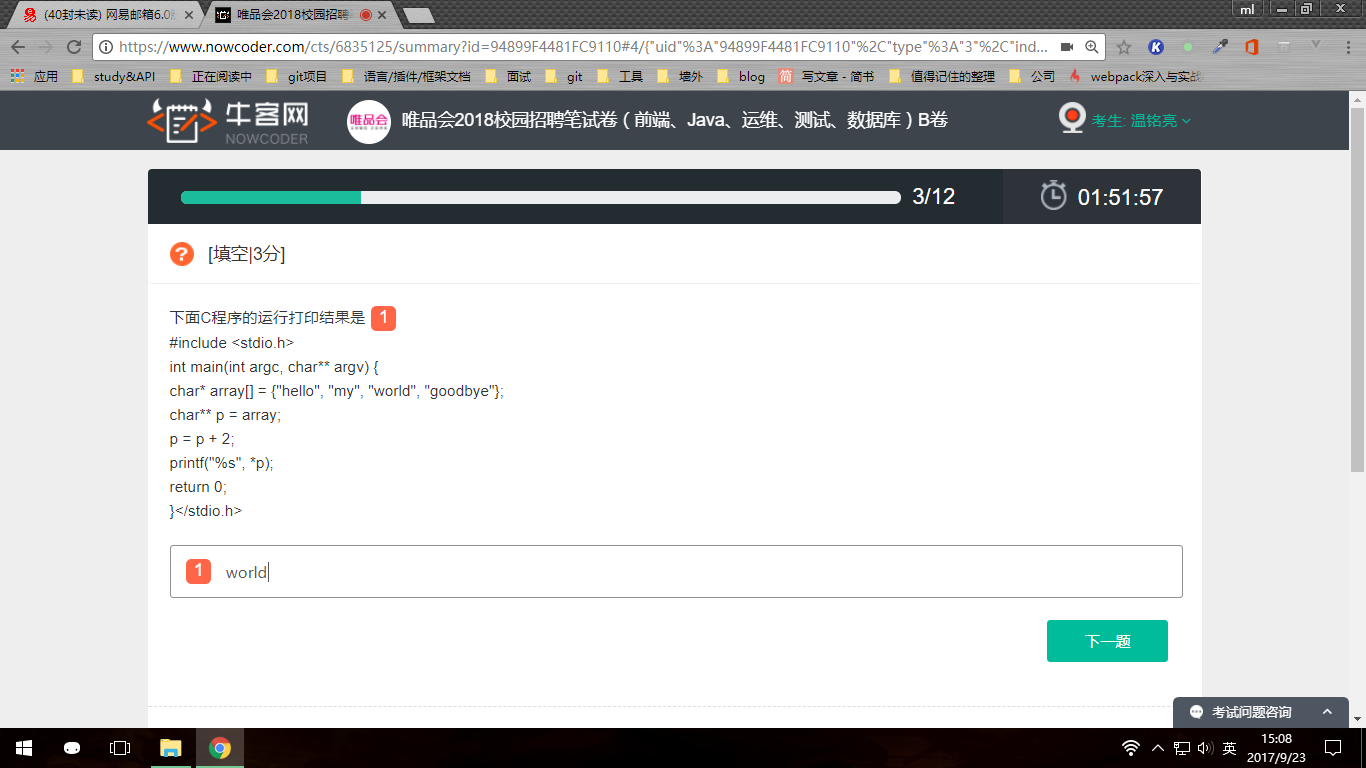 (40封未读) 网易邮箱6.0
唯品会2018校园招聘
ml
https://www.nowcoder.com/cts/6835125/summary?id=94899F4481FC9110#4/{"uid"%3A"94899F4481FC9110"%2C"type"%3A"3"%2C"ind...
应用 study&API 正在阅读中 git项目 语言/插件/框架文档 面试 git 工具 墙外 blog 简 写文章 - 简书 值得记住的整理 公司 webpack深入与实战
牛客网
NOWCODER
唯品会
唯品会2018校园招聘笔试卷（前端、Java、运维、测试、数据库）B卷
考生: 温铭亮
3/12
01:51:57
? [填空|3分]
下面C程序的运行打印结果是 1
#include <stdio.h>
int main(int argc, char** argv) {
char* array[] = {"hello", "my", "world", "goodbye"};
char** p = array;
p = p + 2;
printf("%s", *p);
return 0;
}</stdio.h>
1 world
下一题
考试问题咨询
英
15:08
2017/9/23